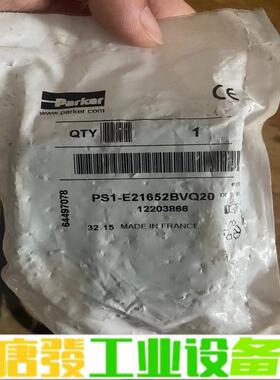 Parker
www.parker.com
CE
QTY
1
PS1-E21652BVQ20
12203866
64497078
32.15 MADE IN FRANCE
唐發工业设备